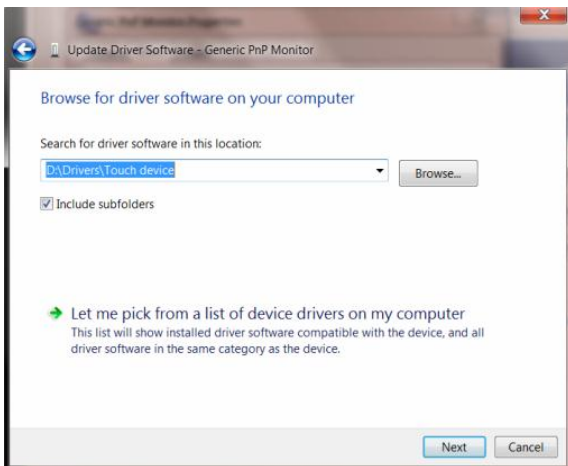 Update Driver Software - Generic PnP Monitor
Browse for driver software on your computer
Search for driver software in this location:
D:\Drivers\Touch device
Browse...
Include subfolders
Let me pick from a list of device drivers on my computer
This list will show installed driver software compatible with the device, and all
driver software in the same category as the device.
Next
Cancel